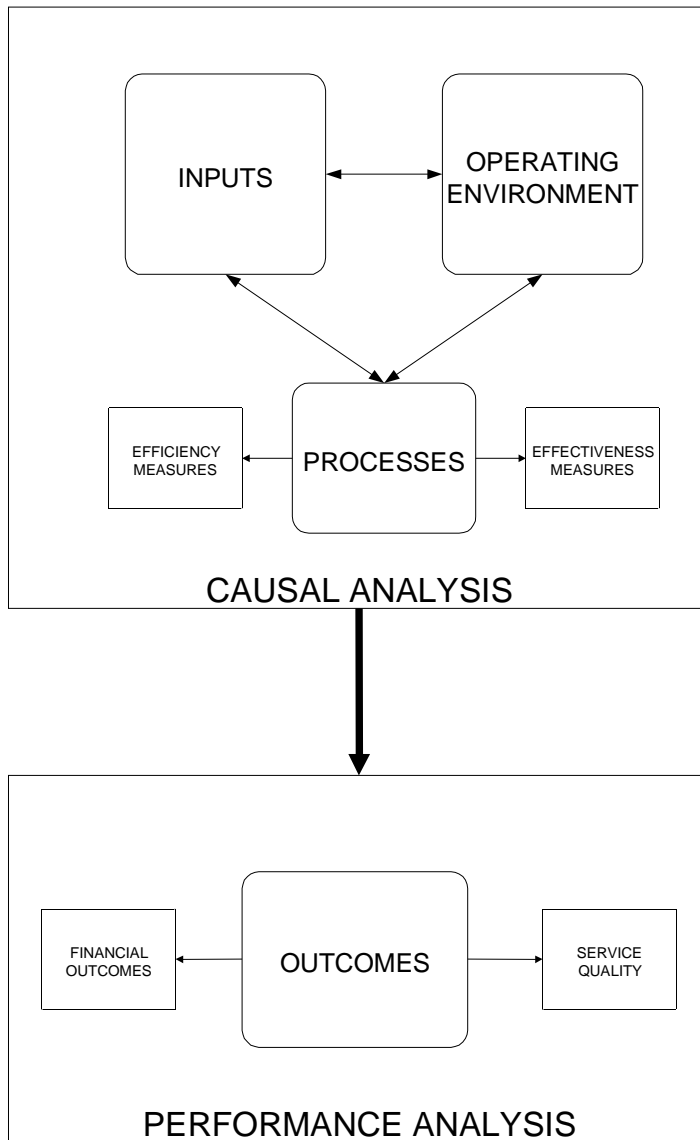 INPUTS
OPERATING
ENVIRONMENT
EFFICIENCY
MEASURES
PROCESSES
EFFECTIVENESS
MEASURES
CAUSAL ANALYSIS
FINANCIAL
OUTCOMES
OUTCOMES
SERVICE
QUALITY
PERFORMANCE ANALYSIS